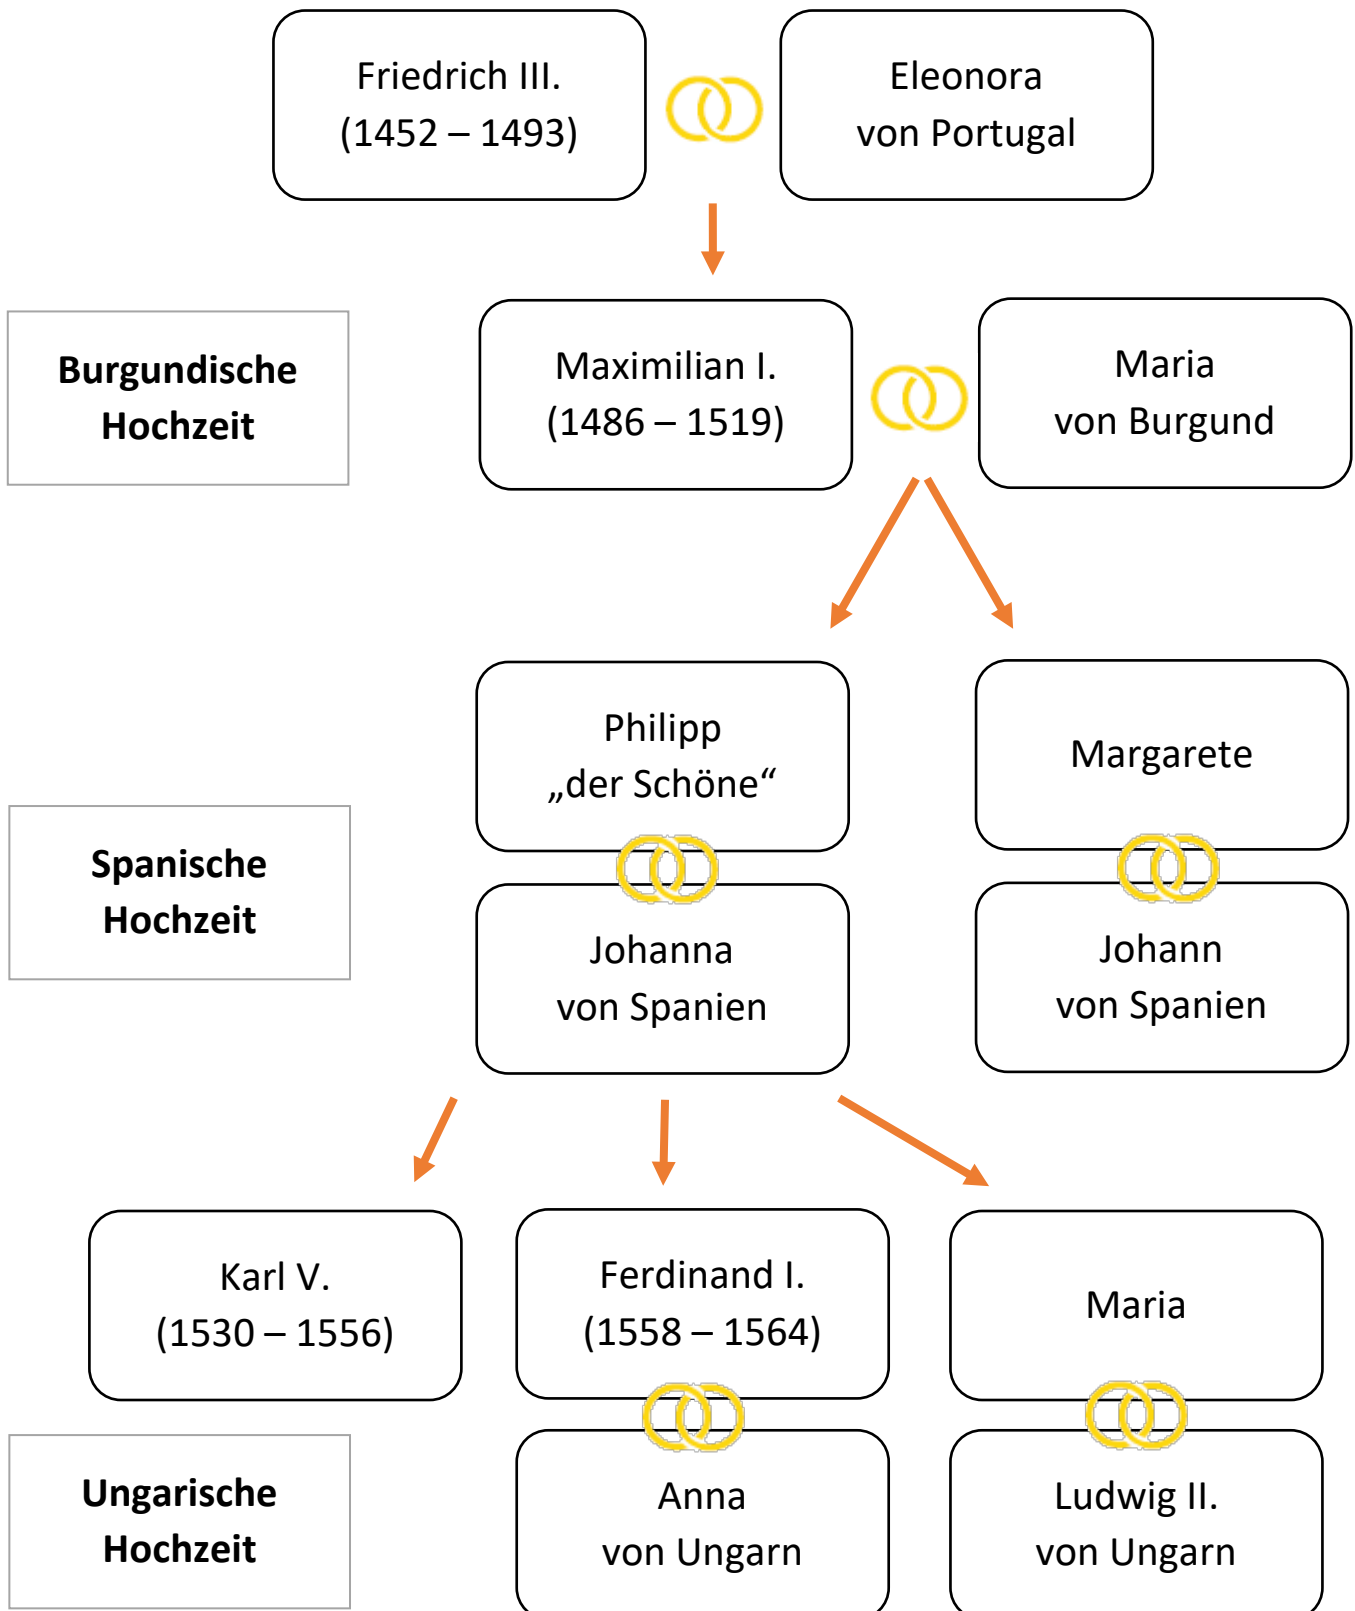 Friedrich III.
(1452 – 1493)
Eleonora
von Portugal
Burgundische
Hochzeit
Maximilian I.
(1486 – 1519)
Maria
von Burgund
Philipp
„der Schöne“
Margarete
Spanische
Hochzeit
Johanna
von Spanien
Johann
von Spanien
Karl V.
(1530 – 1556)
Ferdinand I.
(1558 – 1564)
Maria
Ungarische
Hochzeit
Anna
von Ungarn
Ludwig II.
von Ungarn